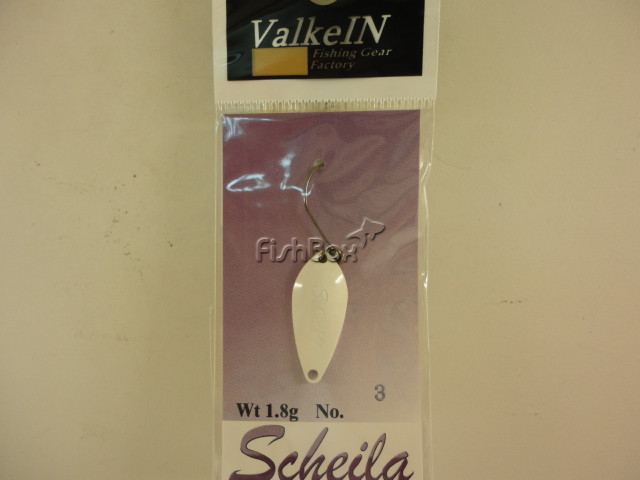 ValkeIN
Fishing Gear
Factory
FishBox
3
Wt 1.8g No.
Scheila